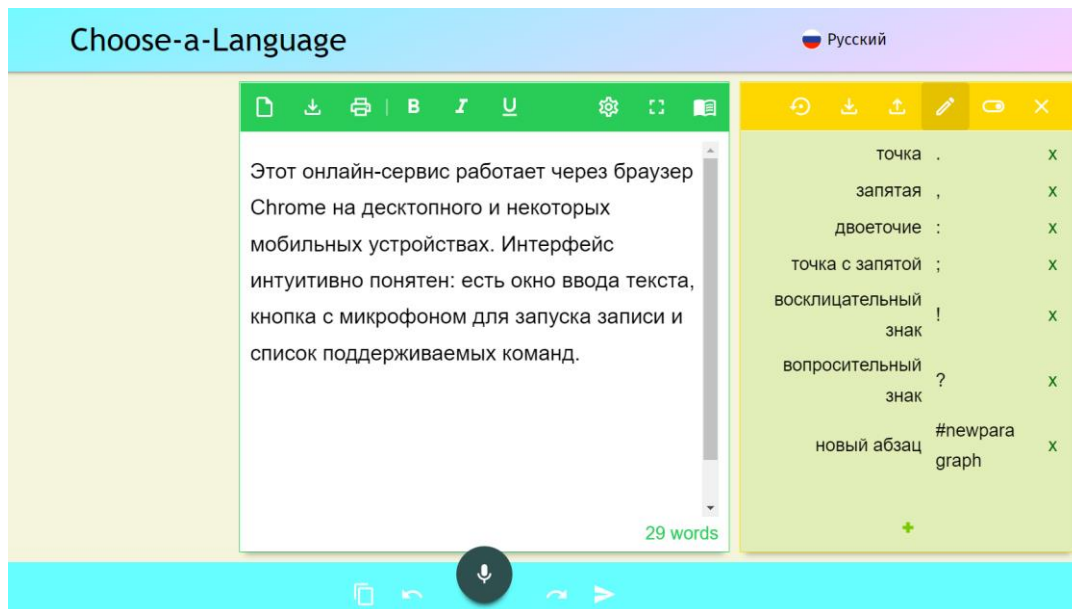 Choose-a-Language
Русский
B I U
Этот онлайн-сервис работает через браузер
Chrome на десктопного и некоторых
мобильных устройствах. Интерфейс
интуитивно понятен: есть окно ввода текста,
кнопка с микрофоном для запуска записи и
список поддерживаемых команд.
29 words
точка . x
запятая , x
двоеточие : x
точка с запятой ; x
восклицательный
знак ! x
вопросительный
знак ? x
новый абзац #newpara
graph x